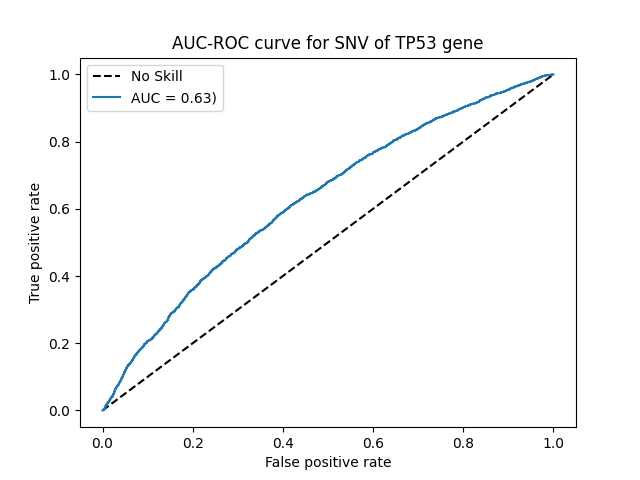 AUC-ROC curve for SNV of TP53 gene
No Skill
AUC = 0.63)
1.0
0.8
0.6
0.4
0.2
0.0
True positive rate
0.0 0.2 0.4 0.6 0.8 1.0
False positive rate